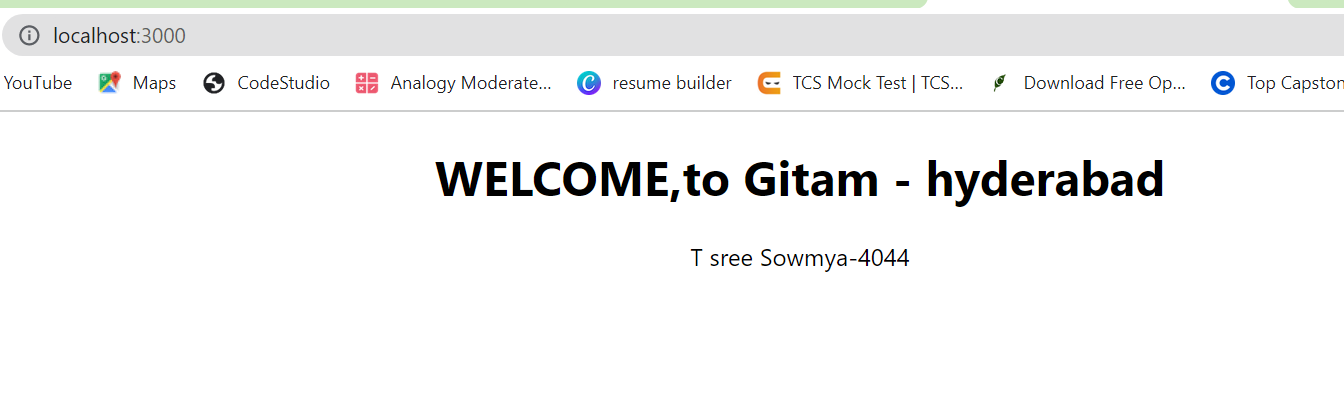 localhost:3000
YouTube Maps CodeStudio Analogy Moderate... resume builder TCS Mock Test | TCS... Download Free Op... Top Capston
WELCOME,to Gitam - hyderabad
T sree Sowmya-4044